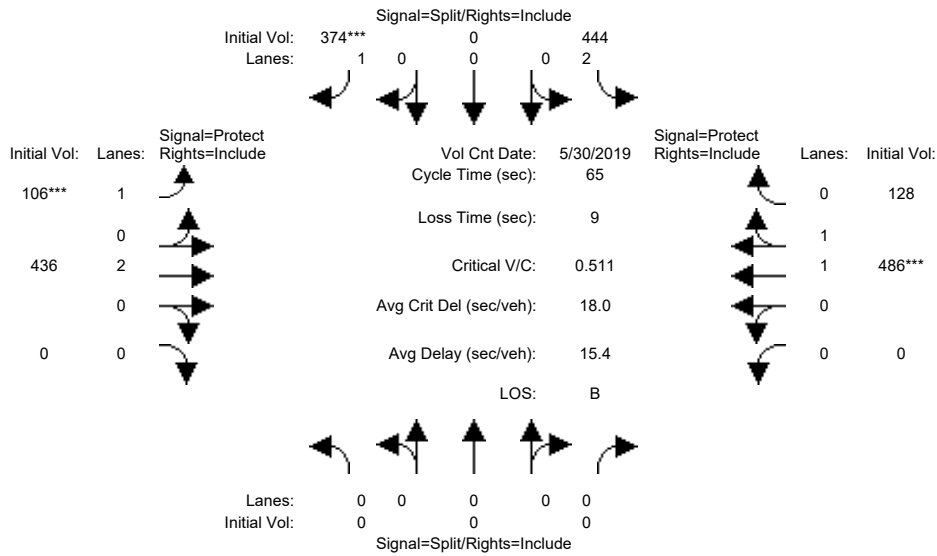 Signal=Split/Rights=Include
Initial Vol: 374*** 0 444
Lanes: 1 0 0 0 2
Signal=Protect
Initial Vol: Lanes: Rights=Include
Vol Cnt Date: 5/30/2019
Signal=Protect
Rights=Include Lanes: Initial Vol:
Cycle Time (sec): 65
106*** 1
0 128
Loss Time (sec): 9
0
1
436 2
Critical V/C: 0.511
1 486***
0
Avg Crit Del (sec/veh): 18.0
0
0 0
Avg Delay (sec/veh): 15.4
0 0
LOS: B
Lanes: 0 0 0 0 0
Initial Vol: 0 0 0
Signal=Split/Rights=Include